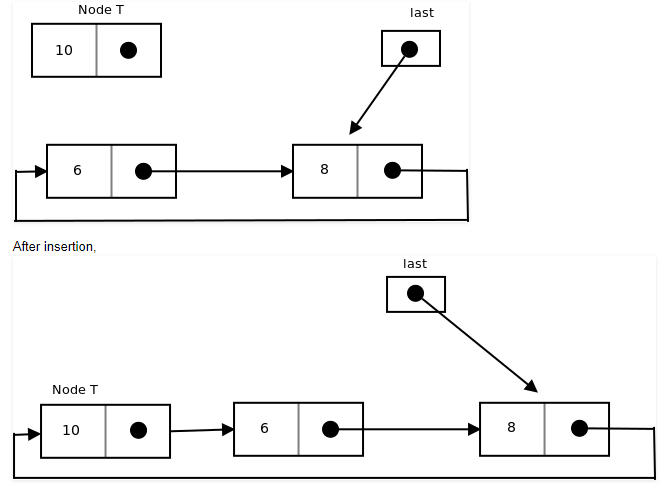 Node T
last
10
6
8
After insertion,
last
Node T
10
6
8